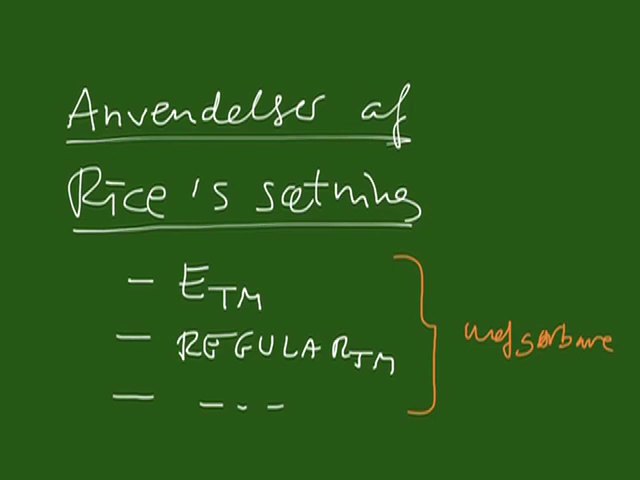 Anvendelser af
Rice's sætning
- E_TM
- REGULAR_TM
- ---
uafgørbare